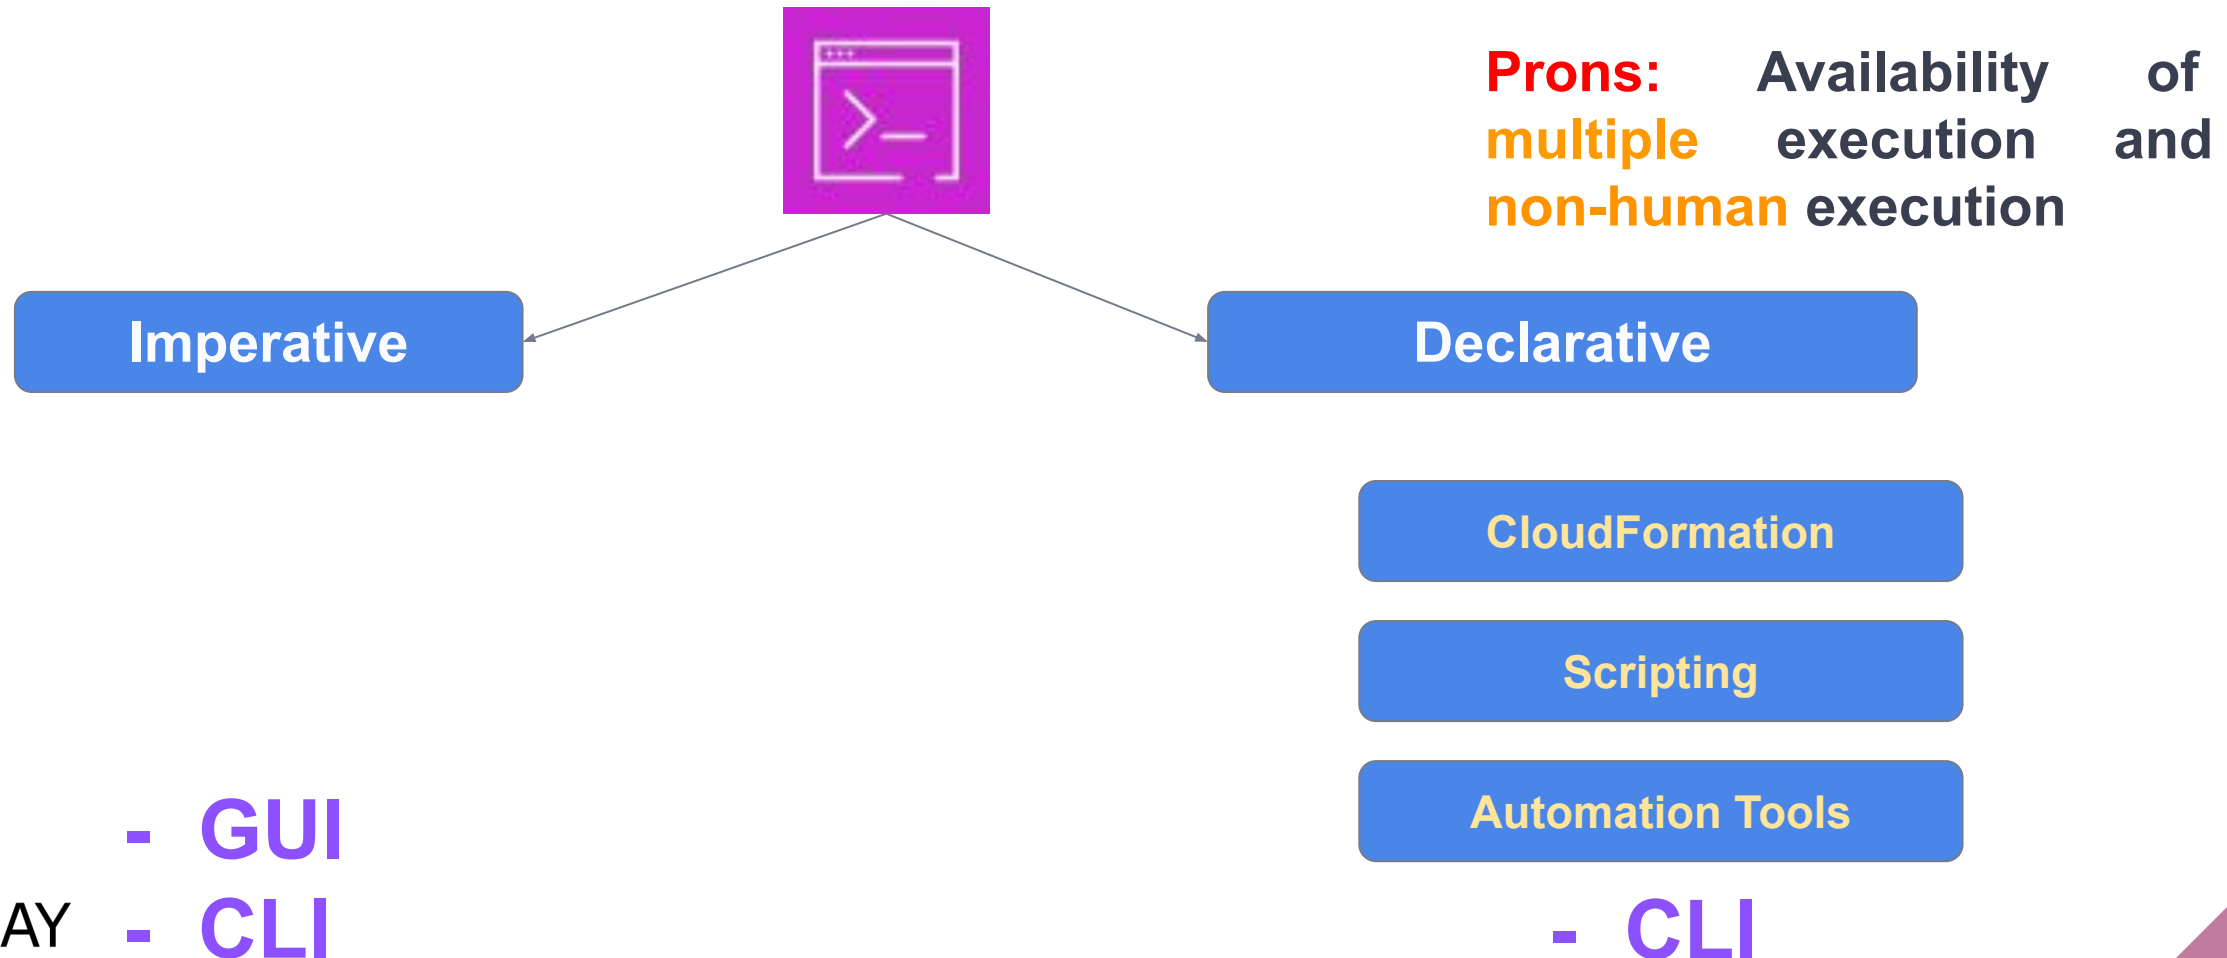 Prons: Availability of
multiple execution and
non-human execution
Imperative
Declarative
CloudFormation
Scripting
Automation Tools
- GUI
- CLI
AY
- CLI